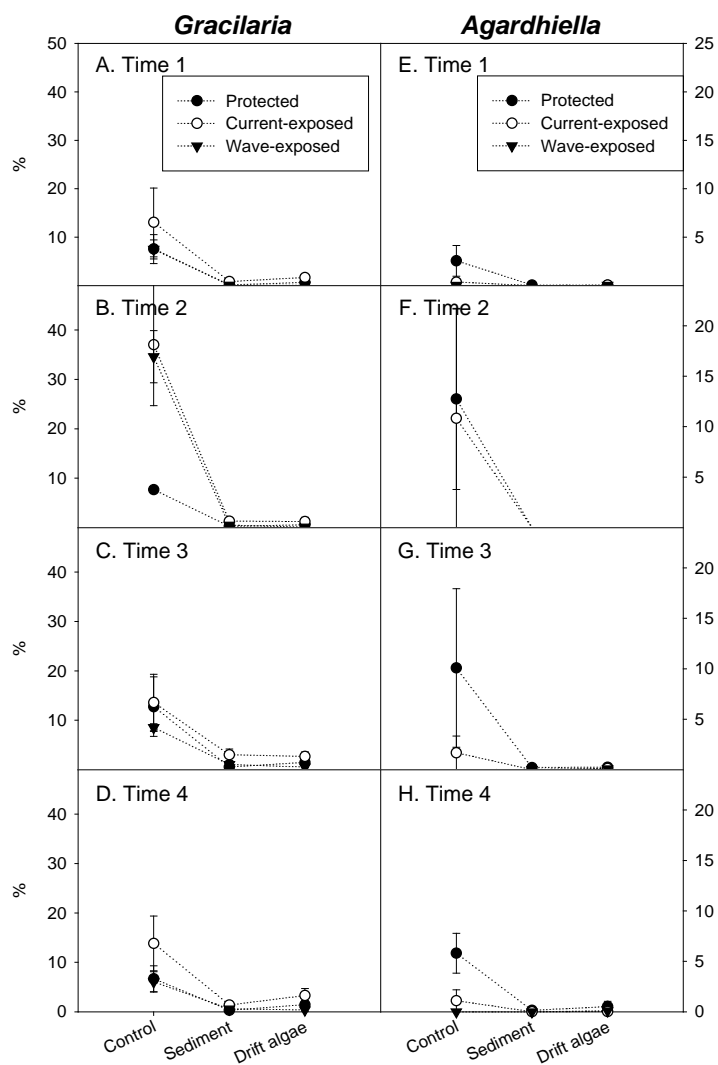 Gracilaria Agardhiella
A. Time 1
Protected
Current-exposed
Wave-exposed
50
40
30
20
10
%
E. Time 1
Protected
Current-exposed
Wave-exposed
25
20
15
10
5
B. Time 2
40
30
20
10
%
F. Time 2
20
15
10
5
C. Time 3
40
30
20
10
%
G. Time 3
20
15
10
5
D. Time 4
40
30
20
10
0
%
H. Time 4
20
15
10
5
0
Control Sediment Drift algae Control Sediment Drift algae